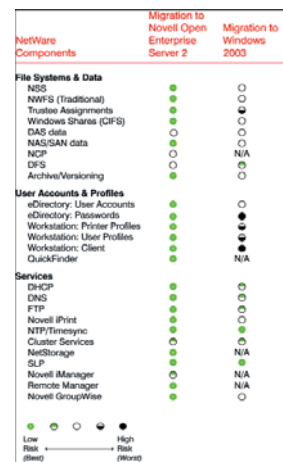 NetWare Components Migration to Novell Open Enterprise Server 2 Migration to Windows 2003
File Systems & Data
NSS
NWFS (Traditional)
Trustee Assignments
Windows Shares (CIFS)
DAS data
NAS/SAN data
NCP N/A
DFS
Archive/Versioning
User Accounts & Profiles
eDirectory: User Accounts
eDirectory: Passwords
Workstation: Printer Profiles
Workstation: User Profiles
Workstation: Client
QuickFinder N/A
Services
DHCP
DNS
FTP
Novell iPrint
NTP/Timesync
Cluster Services
NetStorage N/A
SLP
Novell iManager N/A
Remote Manager N/A
Novell GroupWise
Low High
Risk Risk
(Best) (Worst)